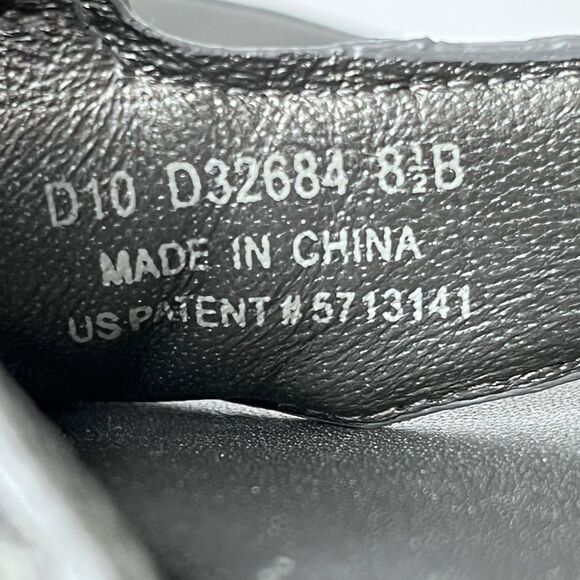 D10 D32684 8½B
MADE IN CHINA
US PATENT # 5713141